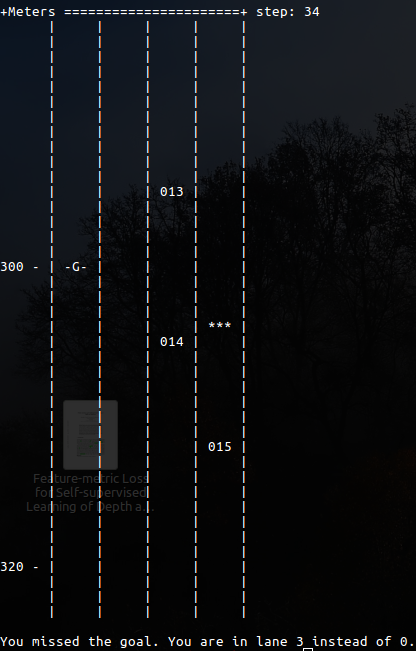 +Meters ======================+ step: 34
013
300 - -G-
***
014
015
Feature-metric Loss
for Self-supervised
Learning of Depth a...
320 -
You missed the goal. You are in lane 3 instead of 0.